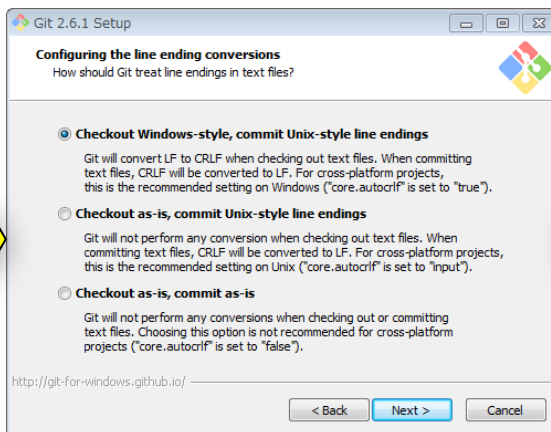 Git 2.6.1 Setup
Configuring the line ending conversions
How should Git treat line endings in text files?
Checkout Windows-style, commit Unix-style line endings
Git will convert LF to CRLF when checking out text files. When committing
text files, CRLF will be converted to LF. For cross-platform projects,
this is the recommended setting on Windows ("core.autocrlf" is set to "true").
Checkout as-is, commit Unix-style line endings
Git will not perform any conversion when checking out text files. When
committing text files, CRLF will be converted to LF. For cross-platform projects,
this is the recommended setting on Unix ("core.autocrlf" is set to "input").
Checkout as-is, commit as-is
Git will not perform any conversions when checking out or committing
text files. Choosing this option is not recommended for cross-platform
projects ("core.autocrlf" is set to "false").
http://git-for-windows.github.io/
< Back Next > Cancel